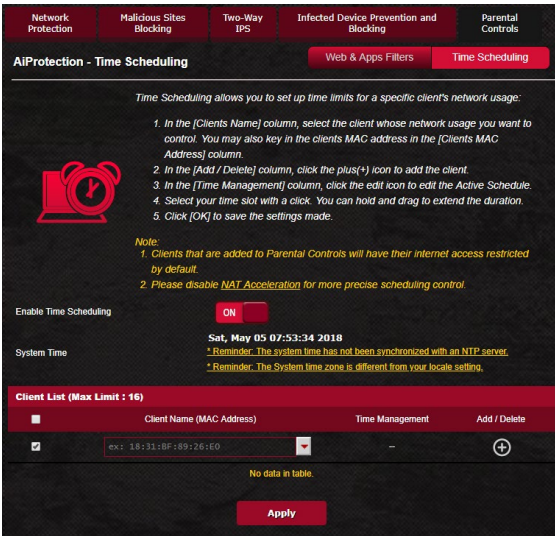 Network Protection
Malicious Sites Blocking
Two-Way IPS
Infected Device Prevention and Blocking
Parental Controls
AiProtection - Time Scheduling
Web & Apps Filters
Time Scheduling
Time Scheduling allows you to set up time limits for a specific client's network usage:
1. In the [Clients Name] column, select the client whose network usage you want to
control. You may also key in the clients MAC address in the [Clients MAC
Address] column.
2. In the [Add / Delete] column, click the plus(+) icon to add the client.
3. In the [Time Management] column, click the edit icon to edit the Active Schedule.
4. Select your time slot with a click. You can hold and drag to extend the duration.
5. Click [OK] to save the settings made.
Note:
1. Clients that are added to Parental Controls will have their internet access restricted
by default.
2. Please disable NAT Acceleration for more precise scheduling control.
Enable Time Scheduling
ON
System Time
Sat, May 05 07:53:34 2018
* Reminder: The system time has not been synchronized with an NTP server.
* Reminder: The System time zone is different from your locale setting.
Client List (Max Limit : 16)
Client Name (MAC Address)
Time Management
Add / Delete
ex: 18:31:BF:89:26:E0
--
No data in table.
Apply